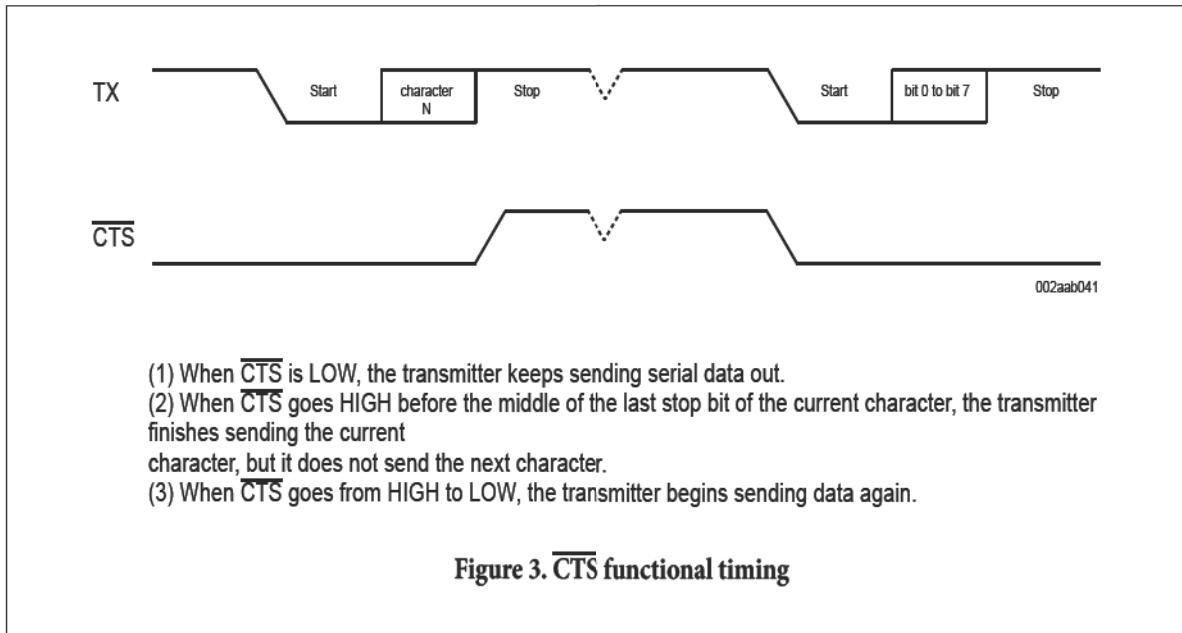 TX
Start
character
N
Stop
Start
bit 0 to bit 7
Stop
CTS
002aab041
(1) When CTS is LOW, the transmitter keeps sending serial data out.
(2) When CTS goes HIGH before the middle of the last stop bit of the current character, the transmitter
finishes sending the current
character, but it does not send the next character.
(3) When CTS goes from HIGH to LOW, the transmitter begins sending data again.
Figure 3. CTS functional timing